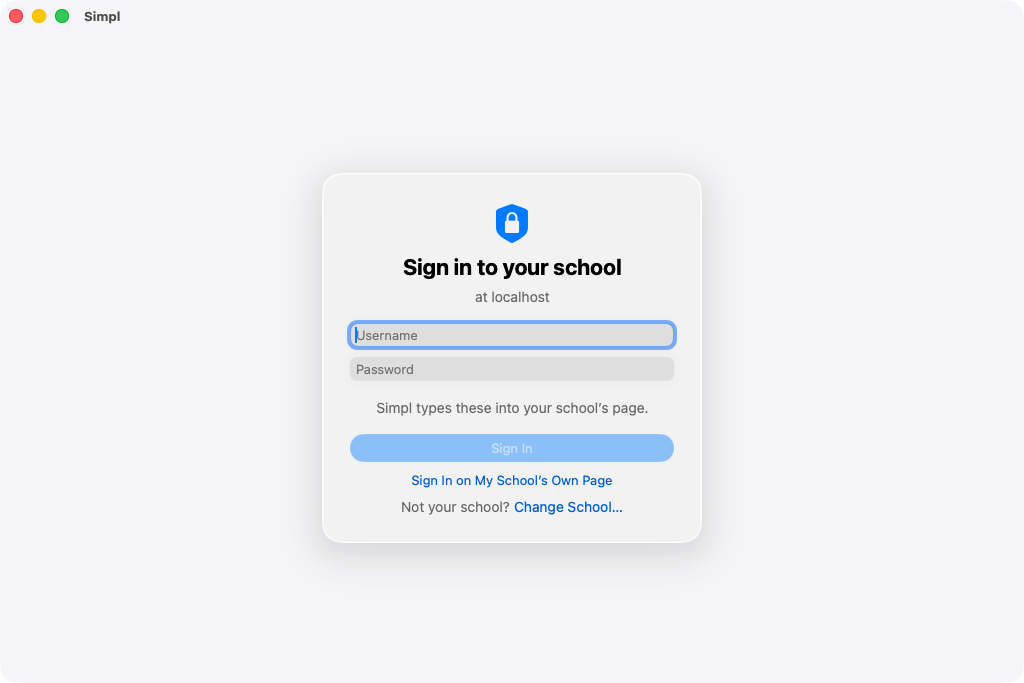 Simpl
Sign in to your school
at localhost
Username
Password
Simpl types these into your school’s page.
Sign In
Sign In on My School’s Own Page
Not your school? Change School…